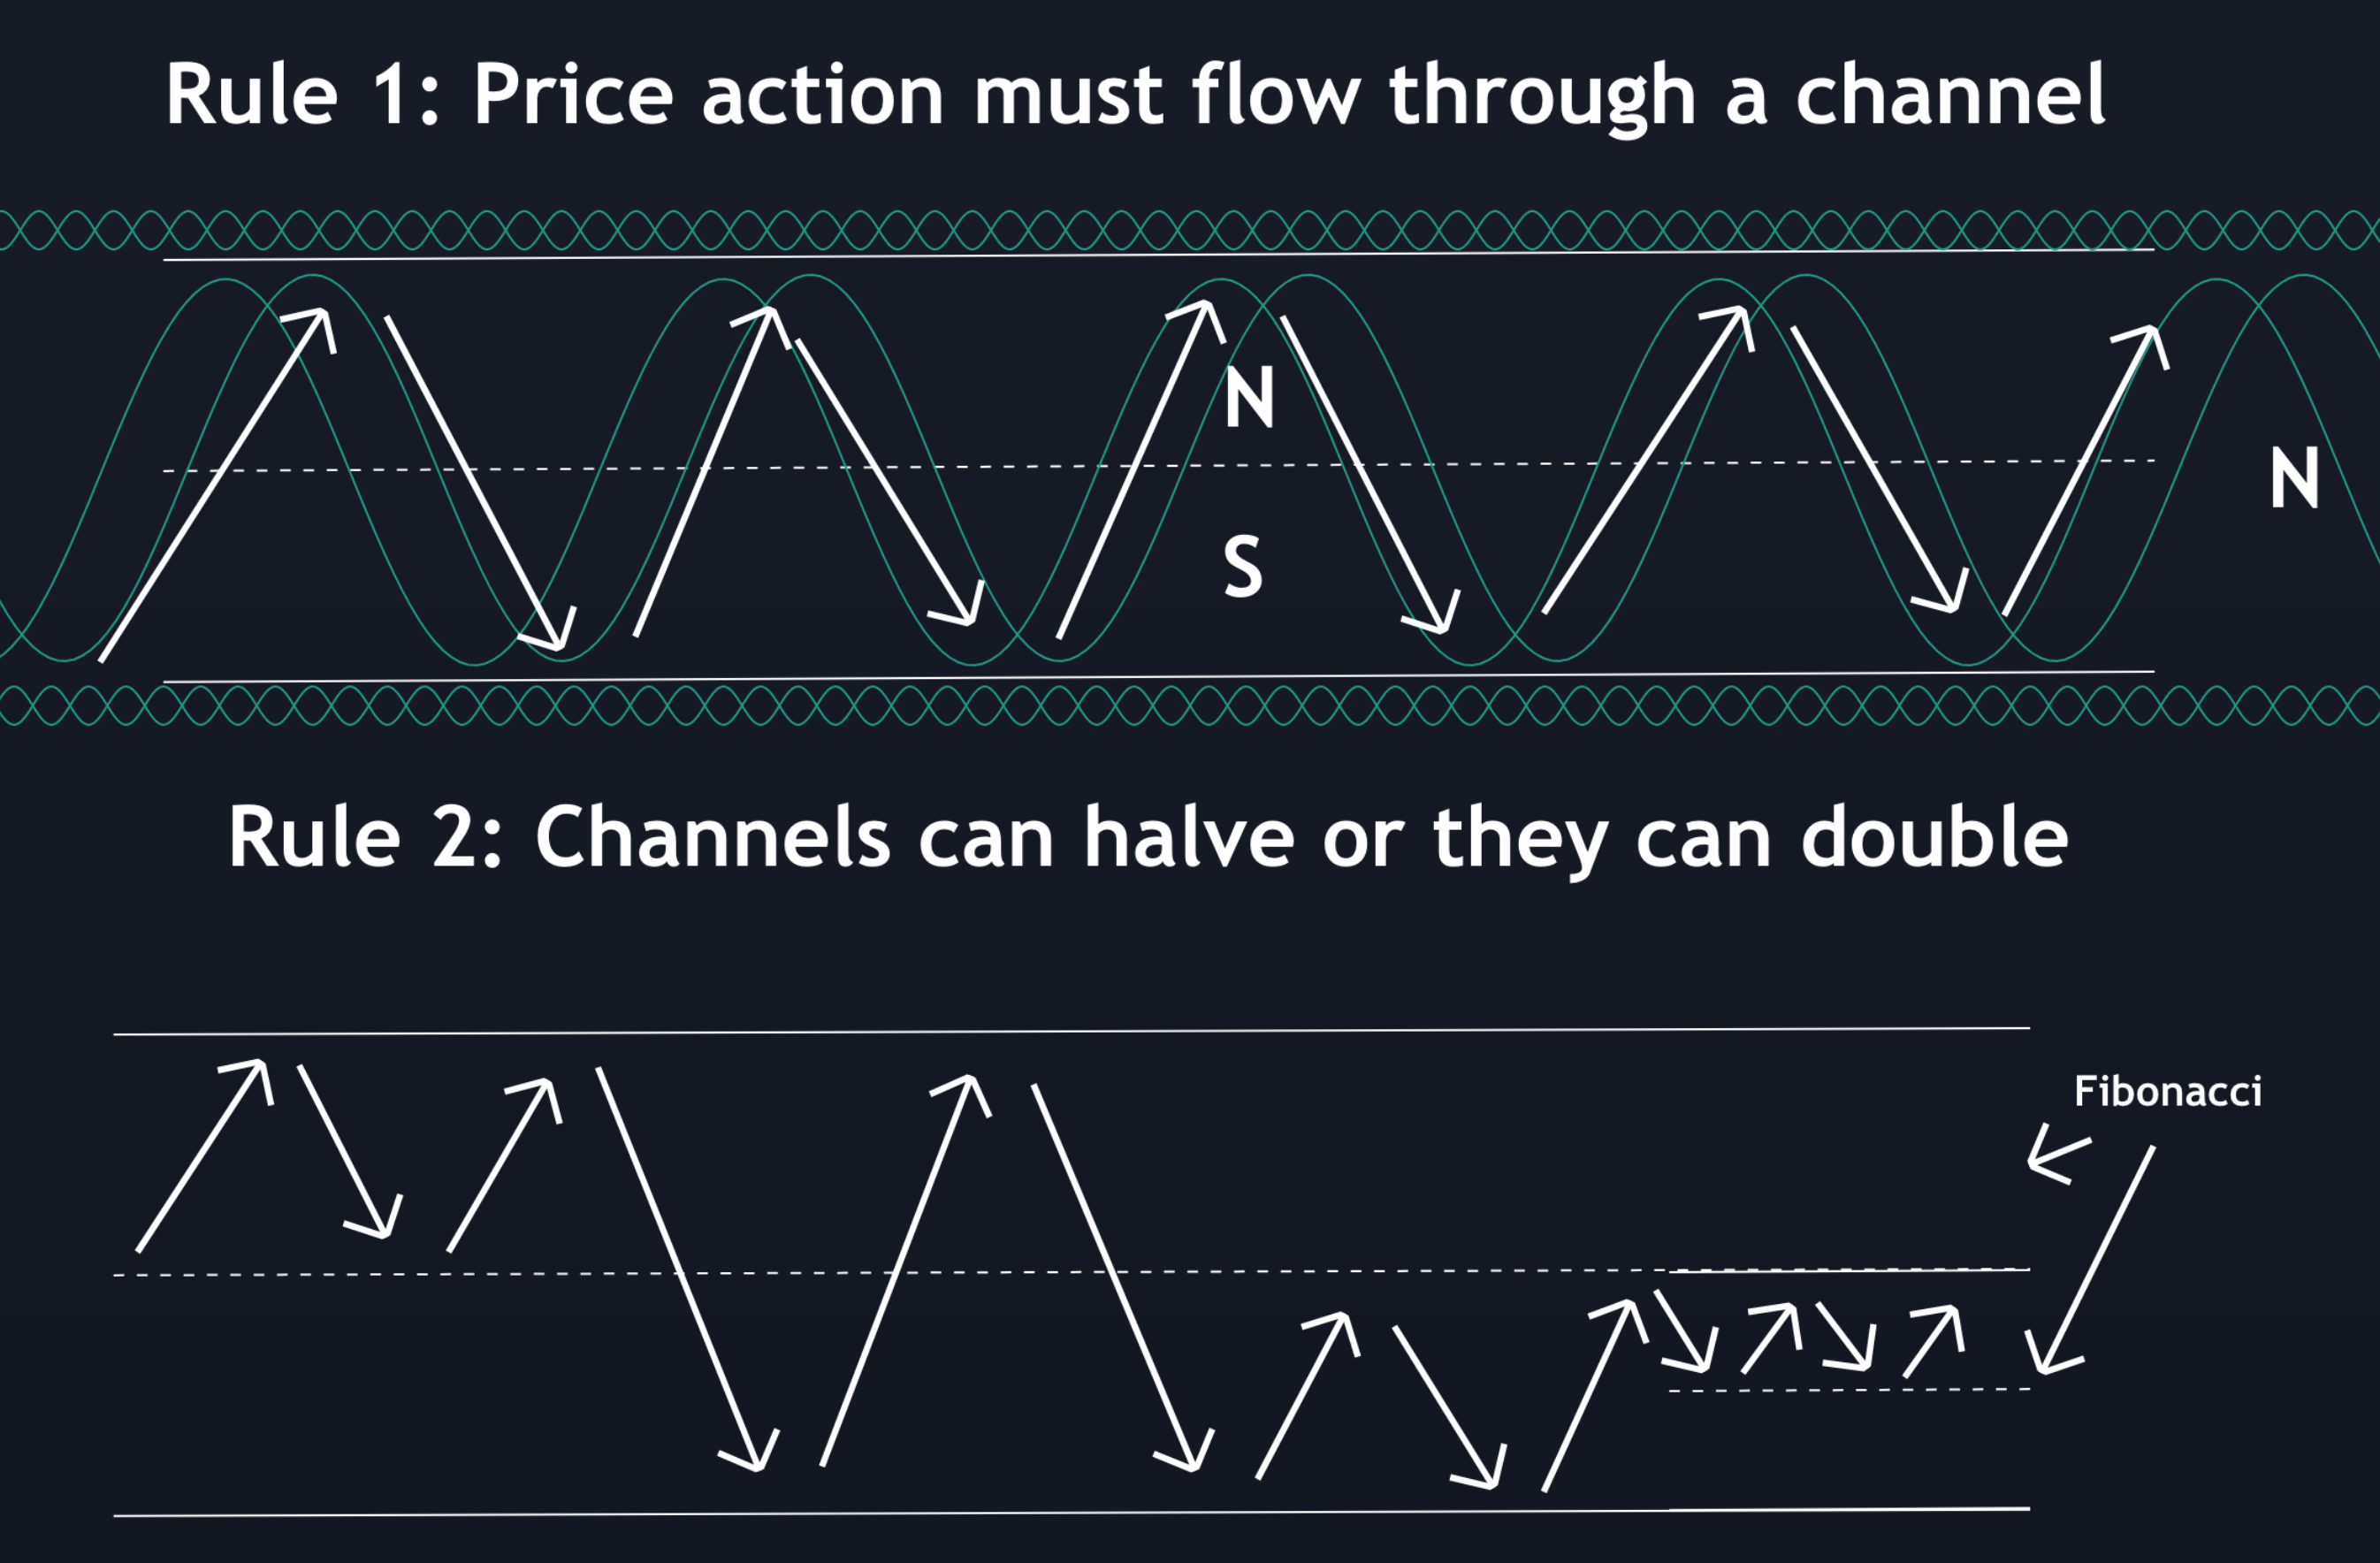 Rule 1: Price action must flow through a channel
N
S
N
Rule 2: Channels can halve or they can double
Fibonacci